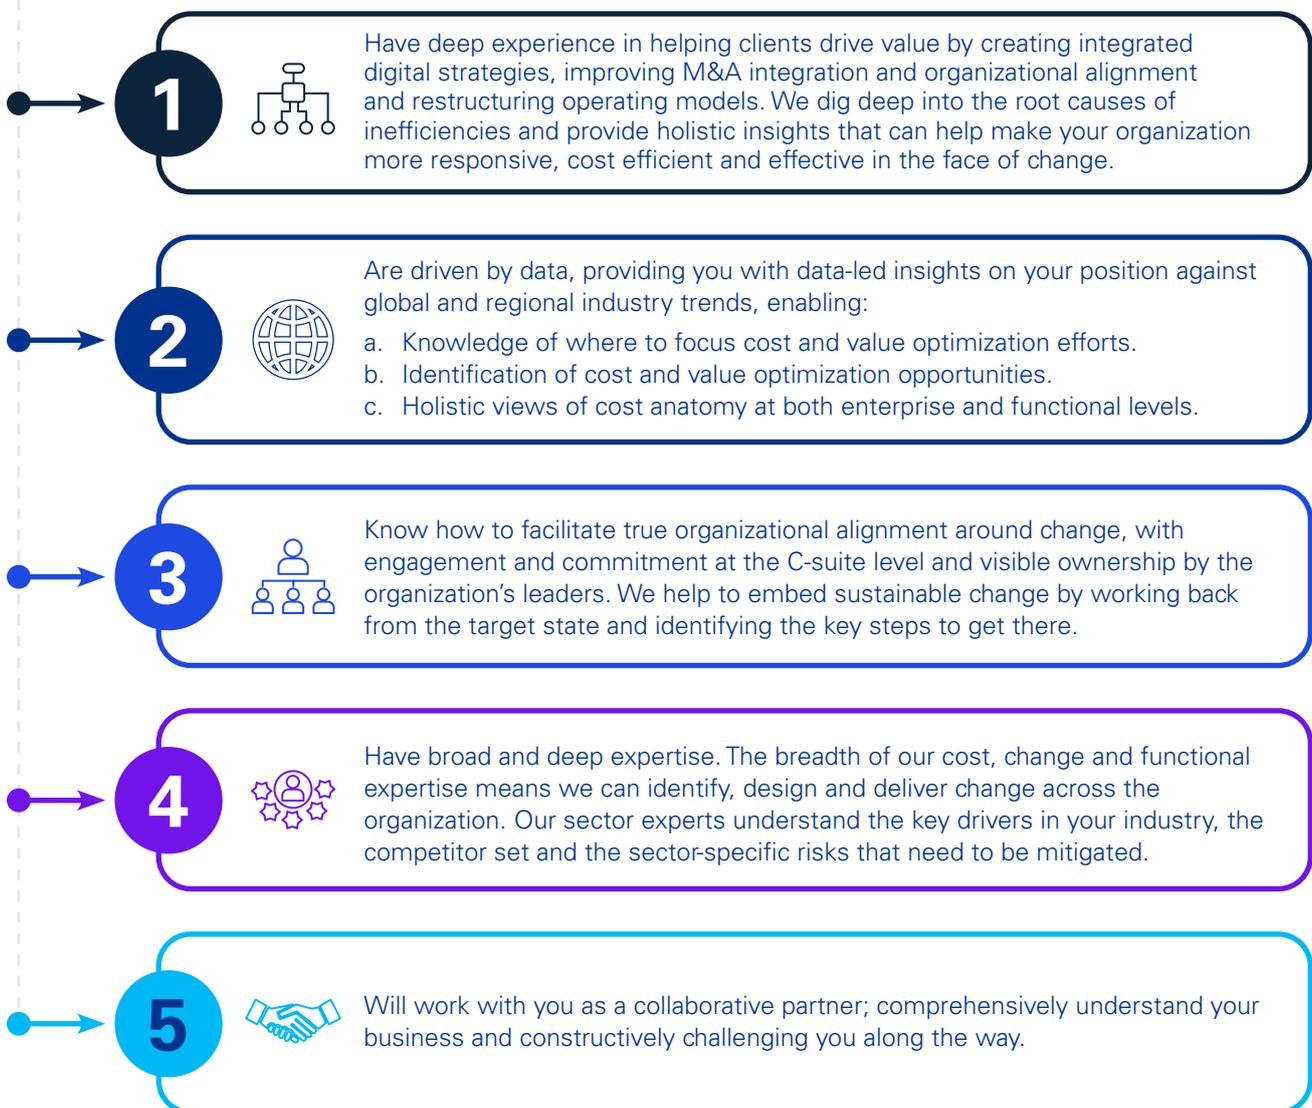 1
Have deep experience in helping clients drive value by creating integrated
digital strategies, improving M&A integration and organizational alignment
and restructuring operating models. We dig deep into the root causes of
inefficiencies and provide holistic insights that can help make your organization
more responsive, cost efficient and effective in the face of change.
2
Are driven by data, providing you with data-led insights on your position against
global and regional industry trends, enabling:
a. Knowledge of where to focus cost and value optimization efforts.
b. Identification of cost and value optimization opportunities.
c. Holistic views of cost anatomy at both enterprise and functional levels.
3
Know how to facilitate true organizational alignment around change, with
engagement and commitment at the C-suite level and visible ownership by the
organization’s leaders. We help to embed sustainable change by working back
from the target state and identifying the key steps to get there.
4
Have broad and deep expertise. The breadth of our cost, change and functional
expertise means we can identify, design and deliver change across the
organization. Our sector experts understand the key drivers in your industry, the
competitor set and the sector-specific risks that need to be mitigated.
5
Will work with you as a collaborative partner; comprehensively understand your
business and constructively challenging you along the way.